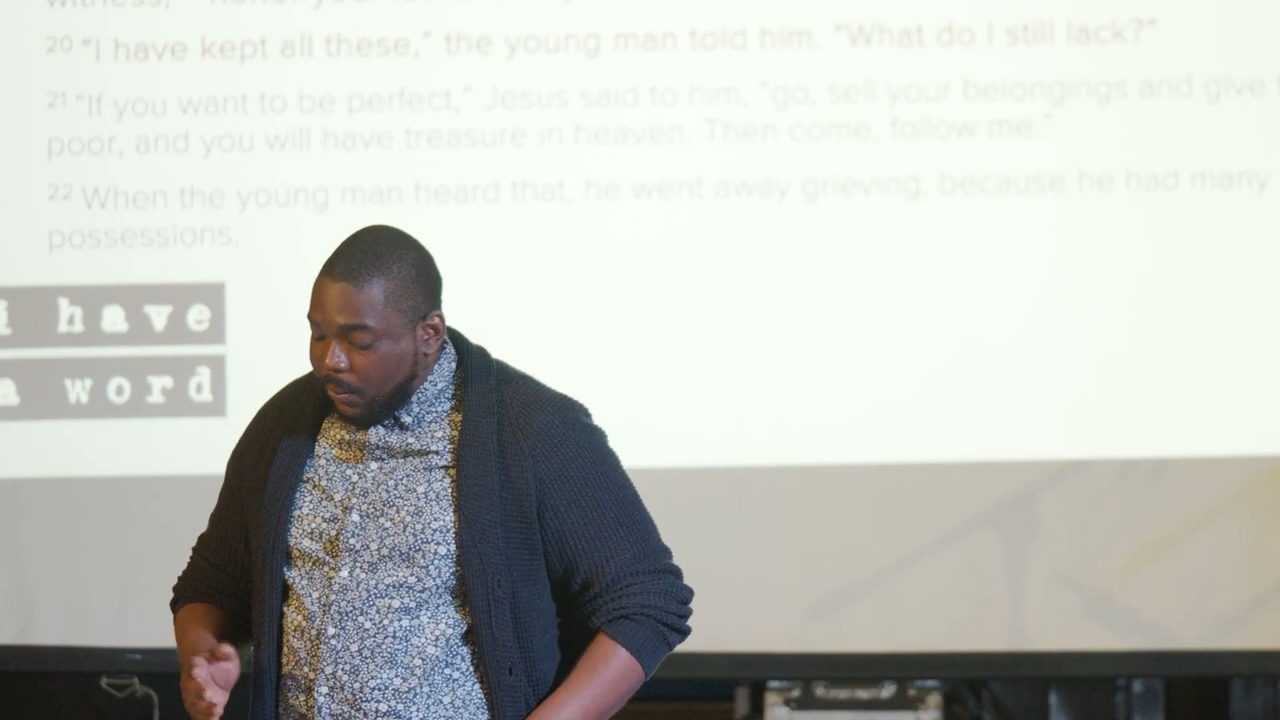 witness; honor your
20 "I have kept all these," the young man told him. "What do I still lack?"
21 "If you want to be perfect," Jesus said to him, "go, sell your belongings and give
poor, and you will have treasure in heaven. Then come, follow me."
22 When the young man heard that, he went away grieving, because he had many
possessions.
i have
a word